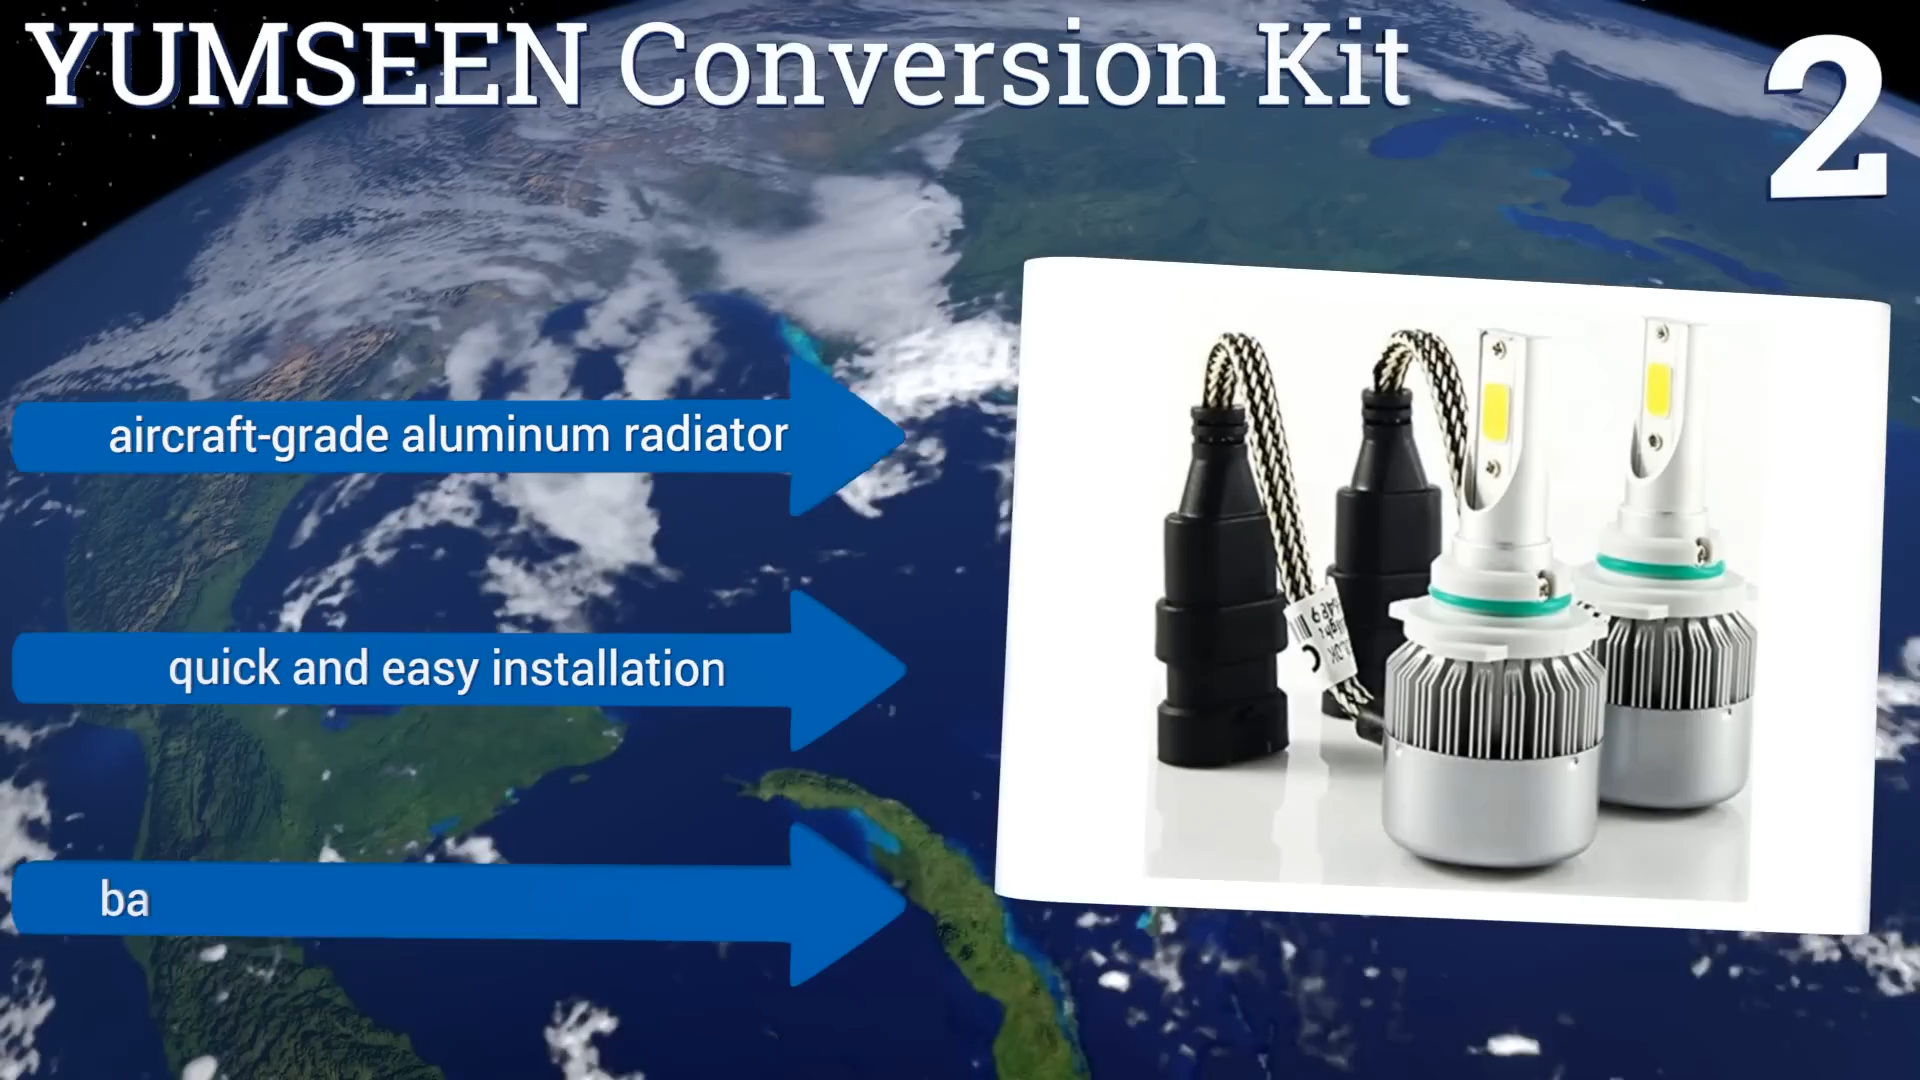 YUMSEEN Conversion Kit
2
aircraft-grade aluminum radiator
quick and easy installation
ba